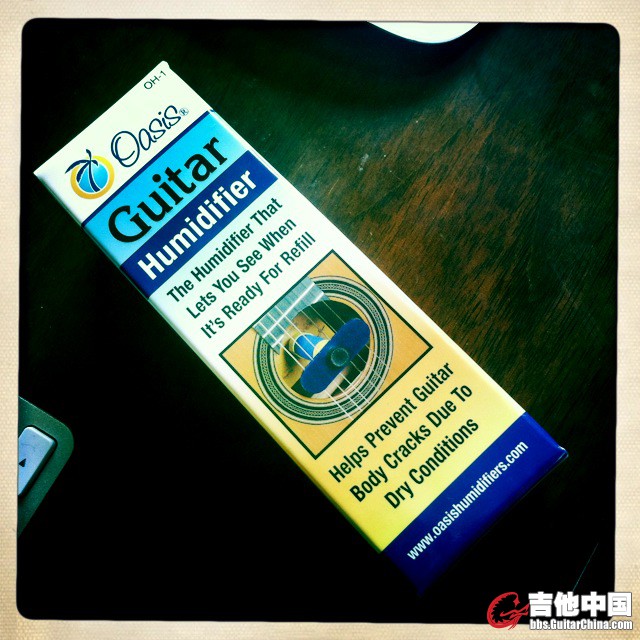 OH-1
Oasis®
Guitar
Humidifier
The Humidifier That
Lets You See When
It's Ready For Refill
Helps Prevent Guitar
Body Cracks Due To
Dry Conditions
www.oasishumidifiers.com
吉他中国
bbs.GuitarChina.com